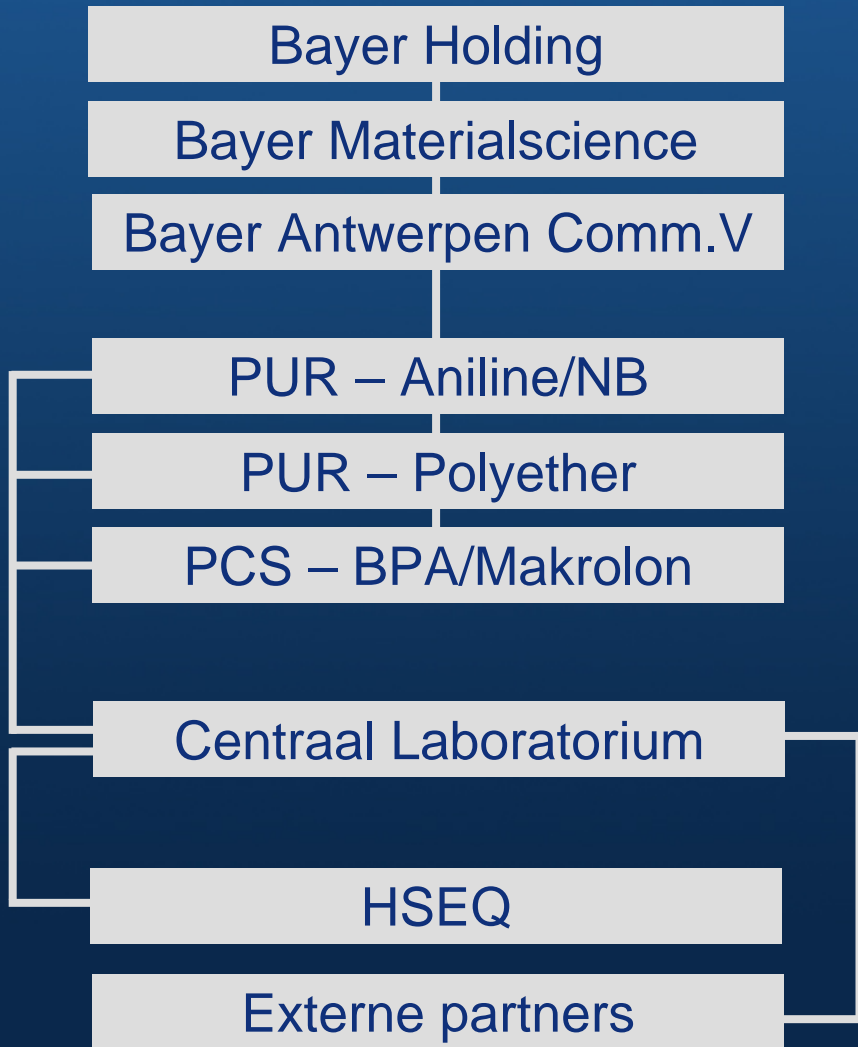 Bayer Holding
Bayer Materialscience
Bayer Antwerpen Comm.V
PUR – Aniline/NB
PUR – Polyether
PCS – BPA/Makrolon
Centraal Laboratorium
HSEQ
Externe partners